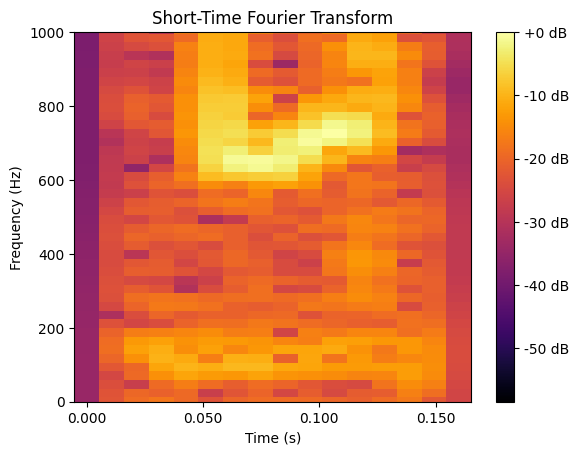 Short-Time Fourier Transform
1000
800
600
400
200
0
Frequency (Hz)
0.000
0.050
0.100
0.150
Time (s)
+0 dB
-10 dB
-20 dB
-30 dB
-40 dB
-50 dB